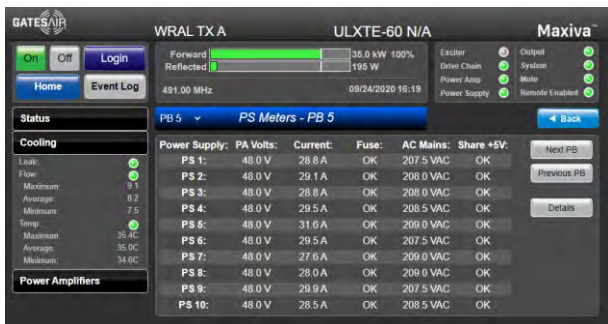 GATESAIR WRAL TX A ULXTE-60 N/A Maxiva
On Off Login
Home Event Log
Forward 35.0 kW 100%
Reflected 195 W
491.00 MHz 09/24/2020 16:19
Exciter Output
Drive Chain System
Power Amp Mute
Power Supply Remote Enabled
Status
PB 5 PS Meters - PB 5 Back
Cooling
Leak:
Flow:
Maximum 9.1
Average 8.2
Minimum: 7.5
Temp:
Maximum 35.4C
Average: 35.0C
Minimum: 34.6C
Power Amplifiers
Power Supply: PA Volts: Current: Fuse: AC Mains: Share +5V:
PS 1: 48.0 V 28.8 A OK 207.5 VAC OK
PS 2: 48.0 V 29.1 A OK 208.0 VAC OK
PS 3: 48.0 V 28.8 A OK 208.0 VAC OK
PS 4: 48.0 V 29.5 A OK 208.5 VAC OK
PS 5: 48.0 V 31.6 A OK 209.0 VAC OK
PS 6: 48.0 V 29.5 A OK 207.5 VAC OK
PS 7: 48.0 V 27.6 A OK 209.0 VAC OK
PS 8: 48.0 V 28.0 A OK 209.0 VAC OK
PS 9: 48.0 V 29.9 A OK 207.5 VAC OK
PS 10: 48.0 V 28.5 A OK 208.5 VAC OK
Next PB
Previous PB
Details